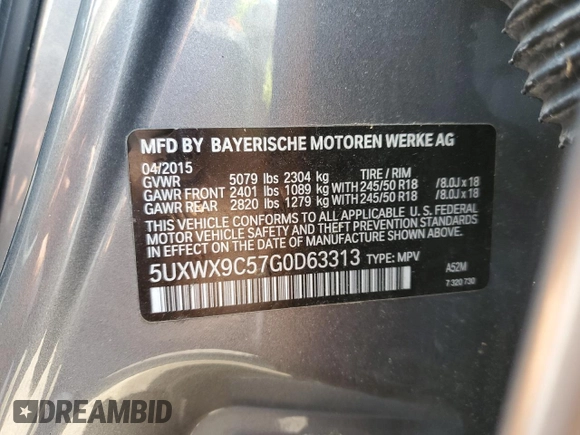 MFD BY BAYERISCHE MOTOREN WERKE AG
04/2015
GVWR 5079 lbs 2304 kg TIRE / RIM
GAWR FRONT 2401 lbs 1089 kg WITH 245/50 R18 /8.0J x 18
GAWR REAR 2820 lbs 1279 kg WITH 245/50 R18 /8.0J x 18
THIS VEHICLE CONFORMS TO ALL APPLICABLE U.S. FEDERAL
MOTOR VEHICLE SAFETY AND THEFT PREVENTION STANDARDS
IN EFFECT ON THE DATE OF MANUFACTURE SHOWN ABOVE.
5UXWX9C57G0D63313 TYPE: MPV
A52M
7 320 730
DREAMBID